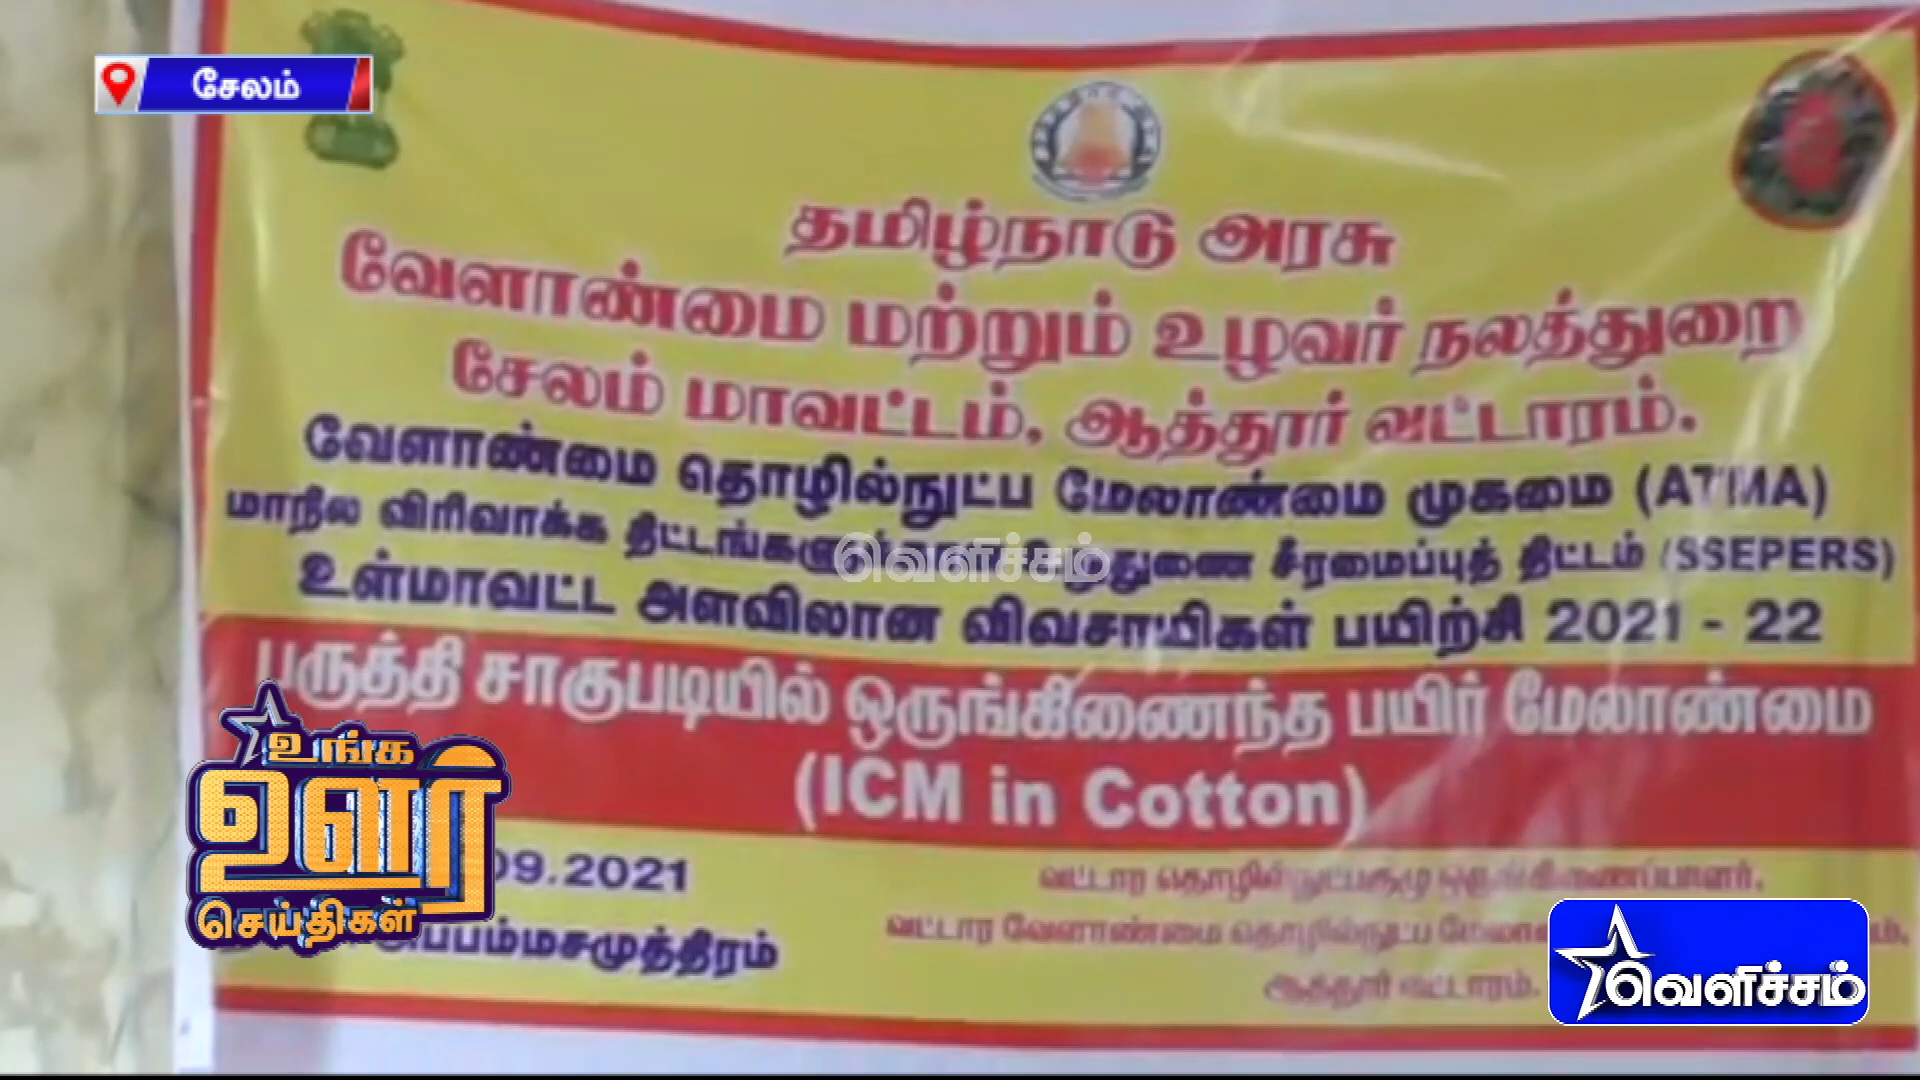 சேலம்
தமிழ்நாடு அரசு
வேளாண்மை மற்றும் உழவர் நலத்துறை
சேலம் மாவட்டம், ஆத்தூர் வட்டாரம்.
வேளாண்மை தொழில்நுட்ப மேலாண்மை முகமை (ATMA)
மாநில விரிவாக்க திட்டங்களுக்கான உறுதுணை சீரமைப்புத் திட்டம் (SSEPERS)
வெளிச்சம்
உள்மாவட்ட அளவிலான விவசாயிகள் பயிற்சி 2021 - 22
பருத்தி சாகுபடியில் ஒருங்கிணைந்த பயிர் மேலாண்மை
(ICM in Cotton)
உங்க
ஊர்
செய்திகள்
09.2021
அப்பம்மசமுத்திரம்
வட்டார தொழில்நுட்பகுழு ஒருங்கிணைப்பாளர்,
வட்டார வேளாண்மை தொழில்நுட்ப
ஆத்தூர் வட்டாரம்.
வெளிச்சம்